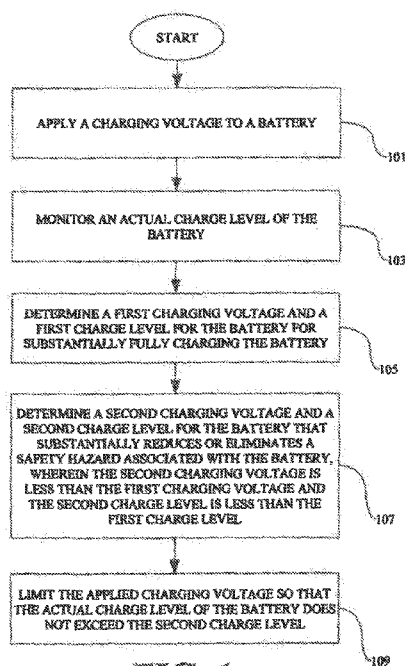 START
APPLY A CHARGING VOLTAGE TO A BATTERY
101
MONITOR AN ACTUAL CHARGE LEVEL OF THE
BATTERY
103
DETERMINE A FIRST CHARGING VOLTAGE AND A
FIRST CHARGE LEVEL FOR THE BATTERY FOR
SUBSTANTIALLY FULLY CHARGING THE BATTERY
105
DETERMINE A SECOND CHARGING VOLTAGE AND A
SECOND CHARGE LEVEL FOR THE BATTERY THAT
SUBSTANTIALLY REDUCES OR ELIMINATES A
SAFETY HAZARD ASSOCIATED WITH THE BATTERY,
WHEREIN THE SECOND CHARGING VOLTAGE IS
LESS THAN THE FIRST CHARGING VOLTAGE AND
THE SECOND CHARGE LEVEL IS LESS THAN THE
FIRST CHARGE LEVEL
107
LIMIT THE APPLIED CHARGING VOLTAGE SO THAT
THE ACTUAL CHARGE LEVEL OF THE BATTERY DOES
NOT EXCEED THE SECOND CHARGE LEVEL
109